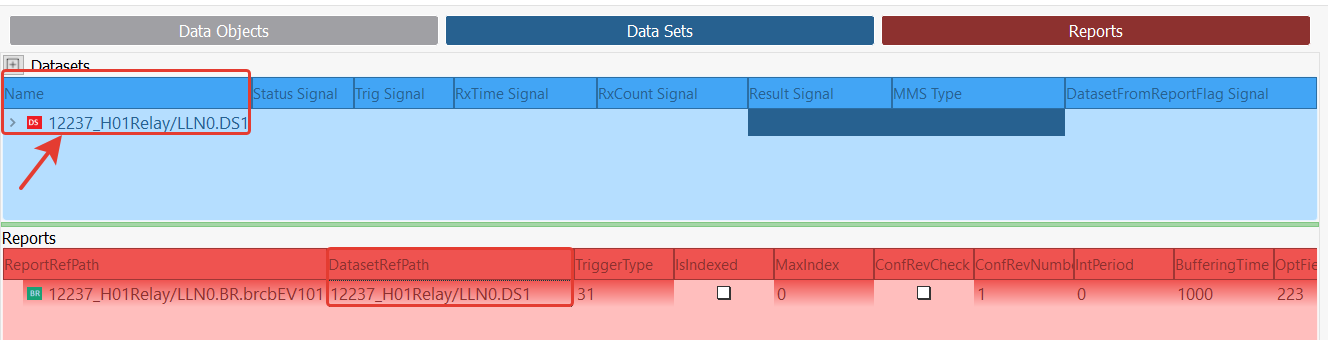 Data Objects Data Sets Reports
Datasets
Name Status Signal Trig Signal RxTime Signal RxCount Signal Result Signal MMS Type DatasetFromReportFlag Signal
DS 12237_H01Relay/LLN0.DS1
Reports
ReportRefPath DatasetRefPath TriggerType IsIndexed MaxIndex ConfRevCheck ConfRevNumbe IntPeriod BufferingTime OptFie
BR 12237_H01Relay/LLN0.BR.brcbEV101 12237_H01Relay/LLN0.DS1 31 0 1 0 1000 223